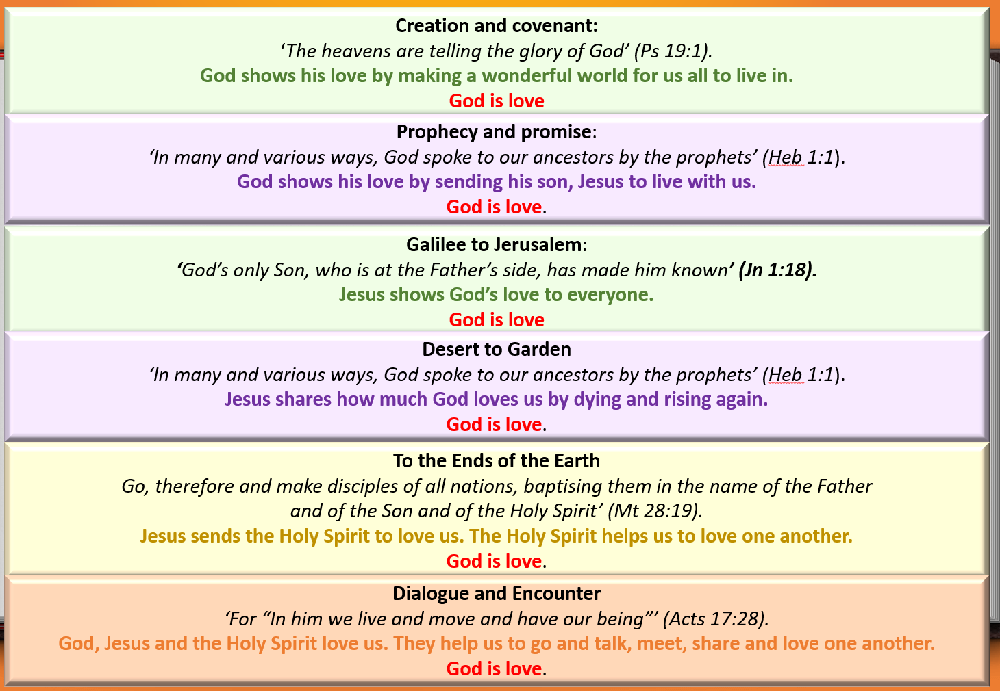 Creation and covenant:
‘The heavens are telling the glory of God’ (Ps 19:1).
God shows his love by making a wonderful world for us all to live in.
God is love
Prophecy and promise:
‘In many and various ways, God spoke to our ancestors by the prophets’ (Heb 1:1).
God shows his love by sending his son, Jesus to live with us.
God is love.
Galilee to Jerusalem:
‘God’s only Son, who is at the Father’s side, has made him known’ (Jn 1:18).
Jesus shows God’s love to everyone.
God is love
Desert to Garden
‘In many and various ways, God spoke to our ancestors by the prophets’ (Heb 1:1).
Jesus shares how much God loves us by dying and rising again.
God is love.
To the Ends of the Earth
Go, therefore and make disciples of all nations, baptising them in the name of the Father
and of the Son and of the Holy Spirit’ (Mt 28:19).
Jesus sends the Holy Spirit to love us. The Holy Spirit helps us to love one another.
God is love.
Dialogue and Encounter
‘For “In him we live and move and have our being”’ (Acts 17:28).
God, Jesus and the Holy Spirit love us. They help us to go and talk, meet, share and love one another.
God is love.